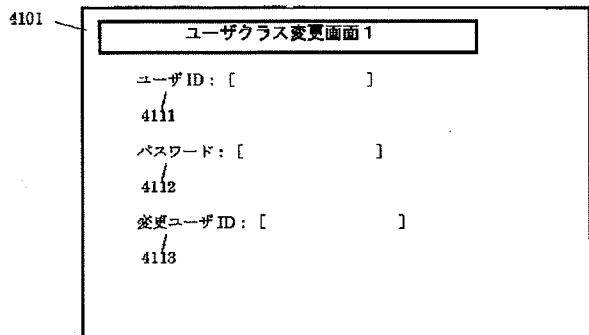 4101
ユーザクラス変更画面1
ユーザID:[ ]
4111
パスワード:[ ]
4112
変更ユーザID:[ ]
4113